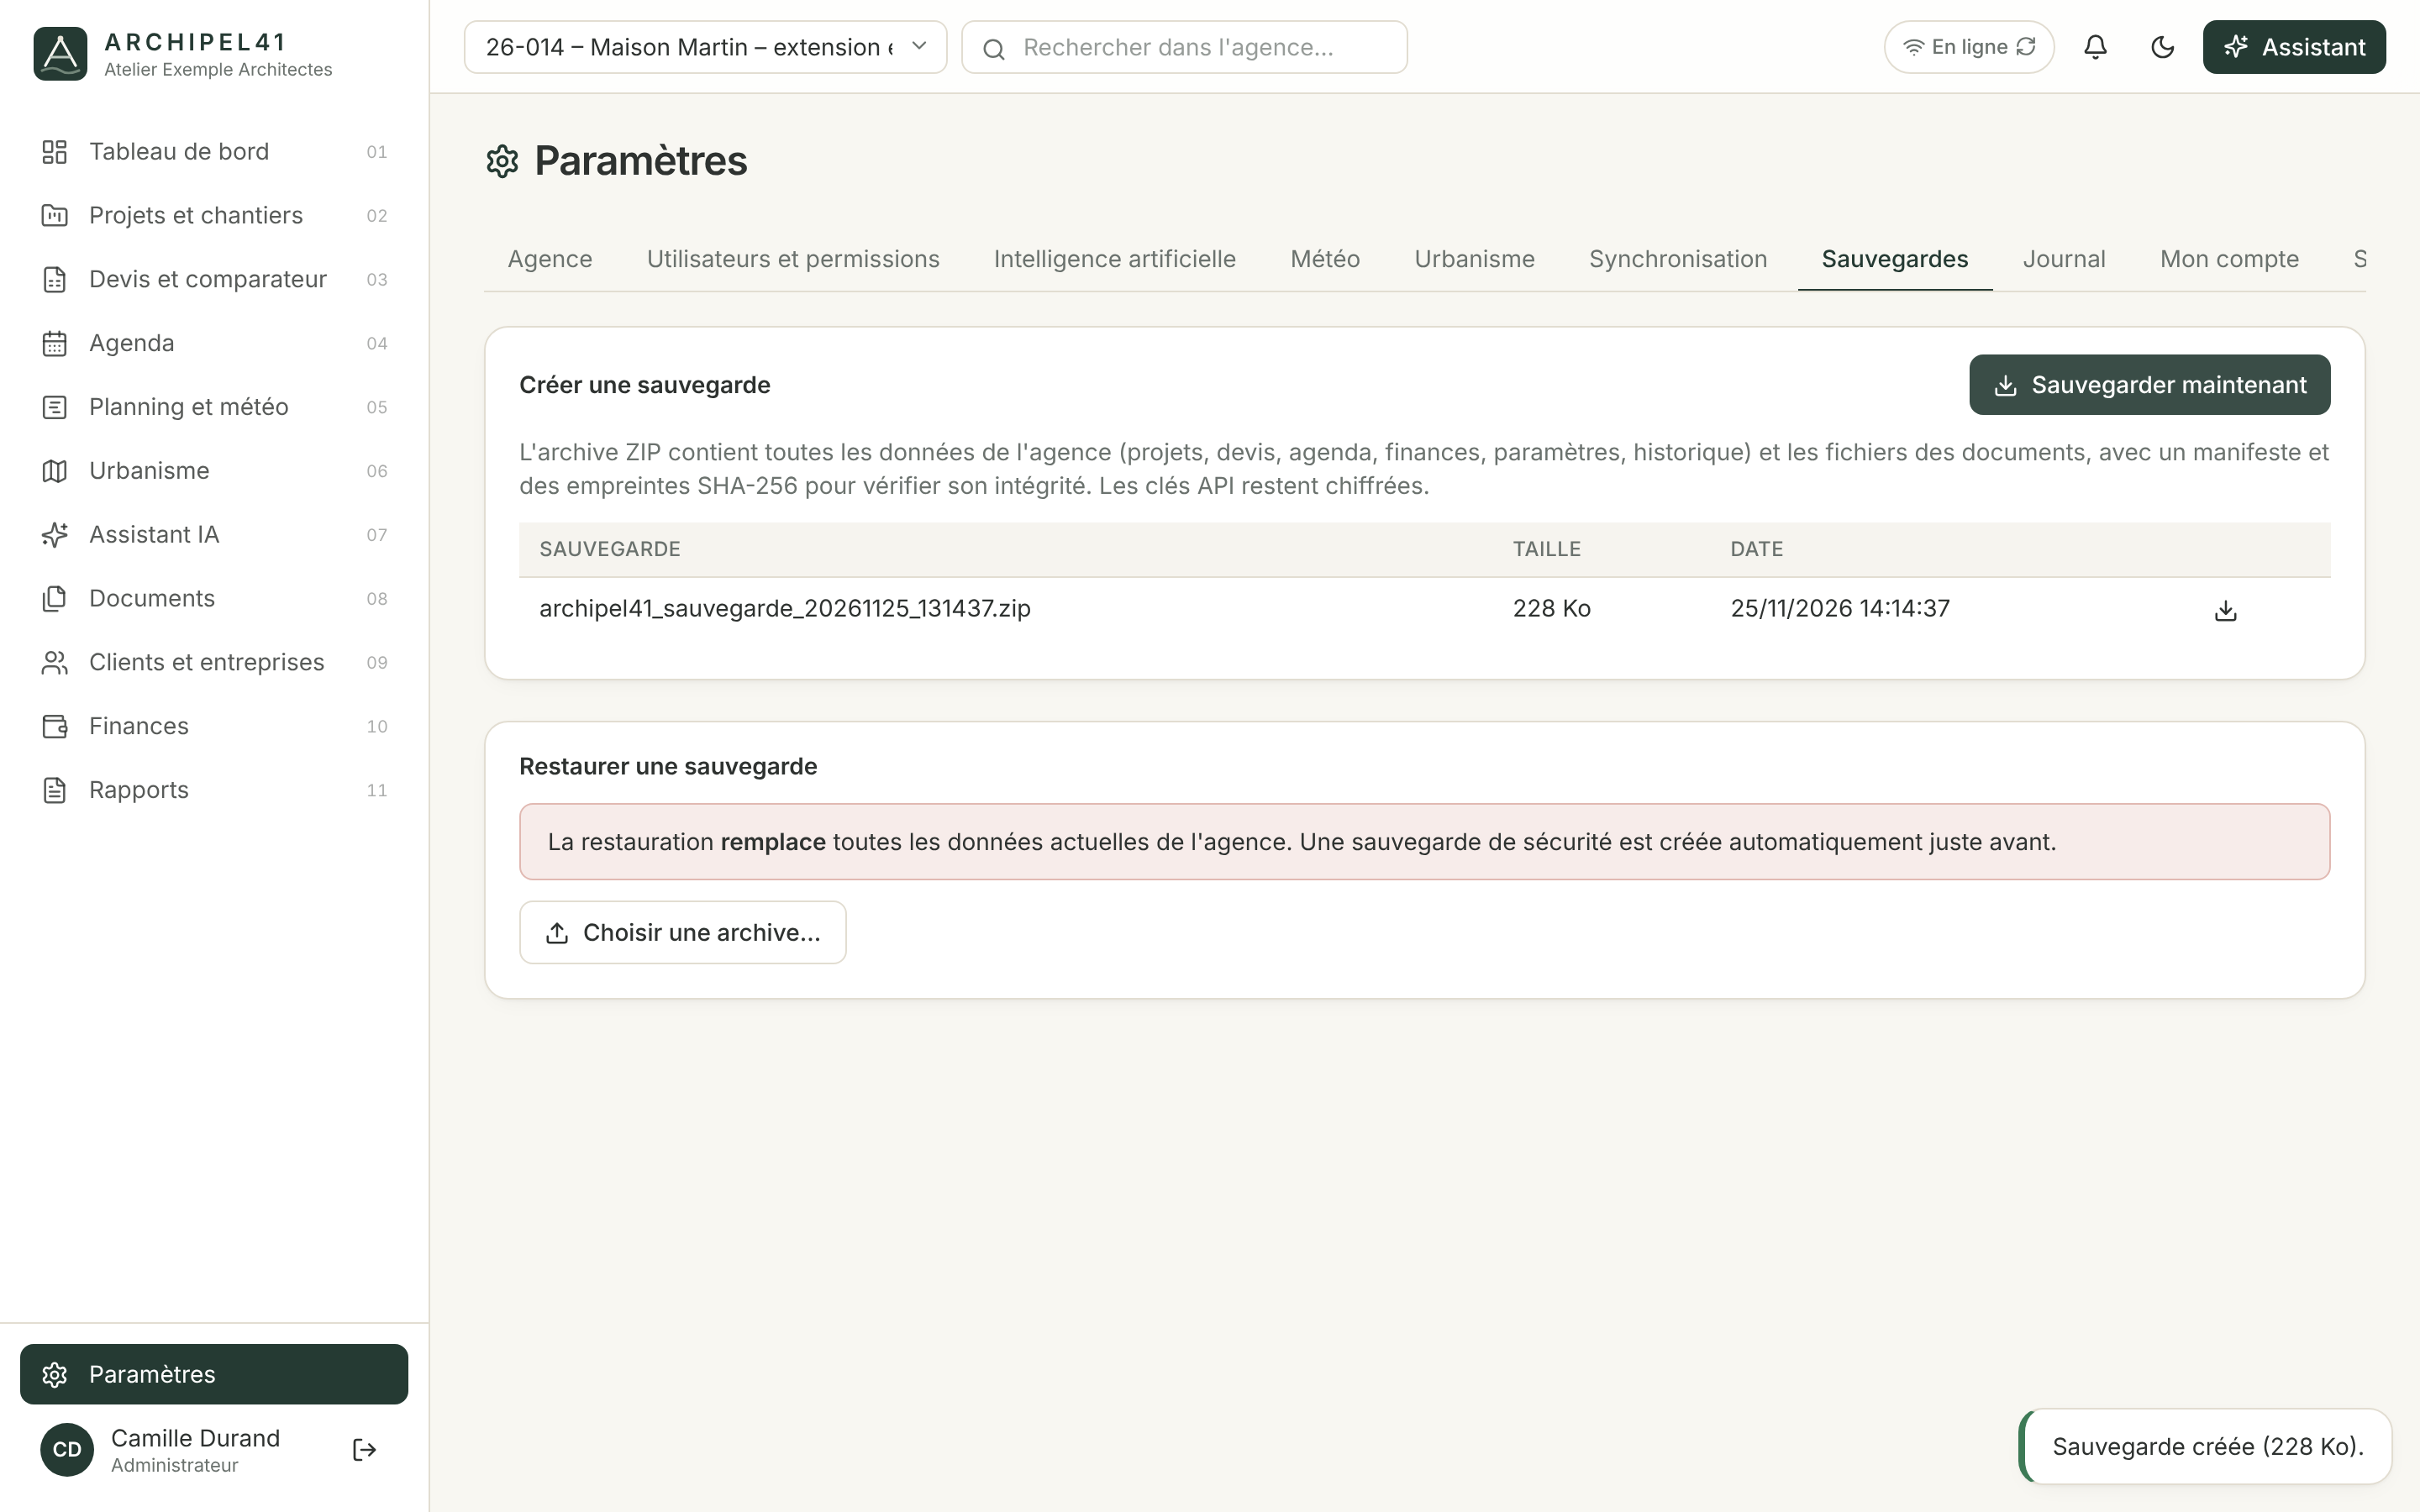 ARCHIPEL41
Atelier Exemple Architectes
Tableau de bord 01
Projets et chantiers 02
Devis et comparateur 03
Agenda 04
Planning et météo 05
Urbanisme 06
Assistant IA 07
Documents 08
Clients et entreprises 09
Finances 10
Rapports 11
Paramètres
CD
Camille Durand
Administrateur
26-014 – Maison Martin – extension
Rechercher dans l'agence...
En ligne
Assistant
Paramètres
Agence Utilisateurs et permissions Intelligence artificielle Météo Urbanisme Synchronisation Sauvegardes Journal Mon compte S
Créer une sauvegarde
Sauvegarder maintenant
L'archive ZIP contient toutes les données de l'agence (projets, devis, agenda, finances, paramètres, historique) et les fichiers des documents, avec un manifeste et
des empreintes SHA-256 pour vérifier son intégrité. Les clés API restent chiffrées.
SAUVEGARDE TAILLE DATE
archipel41_sauvegarde_20261125_131437.zip 228 Ko 25/11/2026 14:14:37
Restaurer une sauvegarde
La restauration remplace toutes les données actuelles de l'agence. Une sauvegarde de sécurité est créée automatiquement juste avant.
Choisir une archive...
Sauvegarde créée (228 Ko).